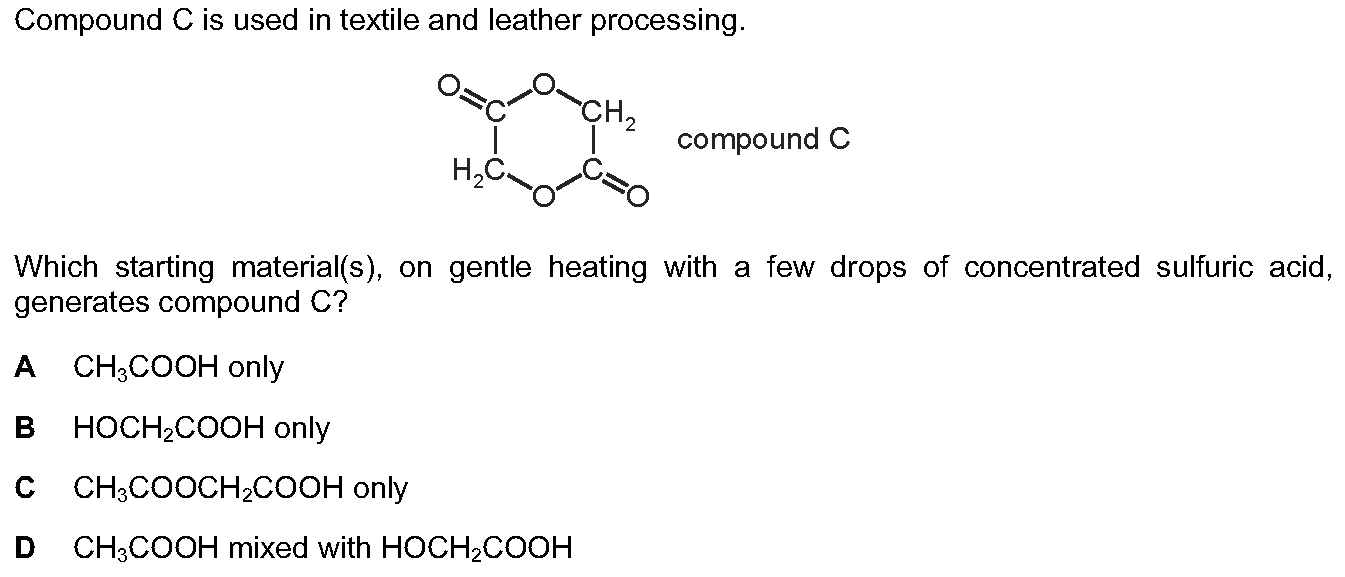 Compound C is used in textile and leather processing.
O O
C CH₂ compound C
H₂C C
O O
Which starting material(s), on gentle heating with a few drops of concentrated sulfuric acid,
generates compound C?
A CH₃COOH only
B HOCH₂COOH only
C CH₃COOCH₂COOH only
D CH₃COOH mixed with HOCH₂COOH